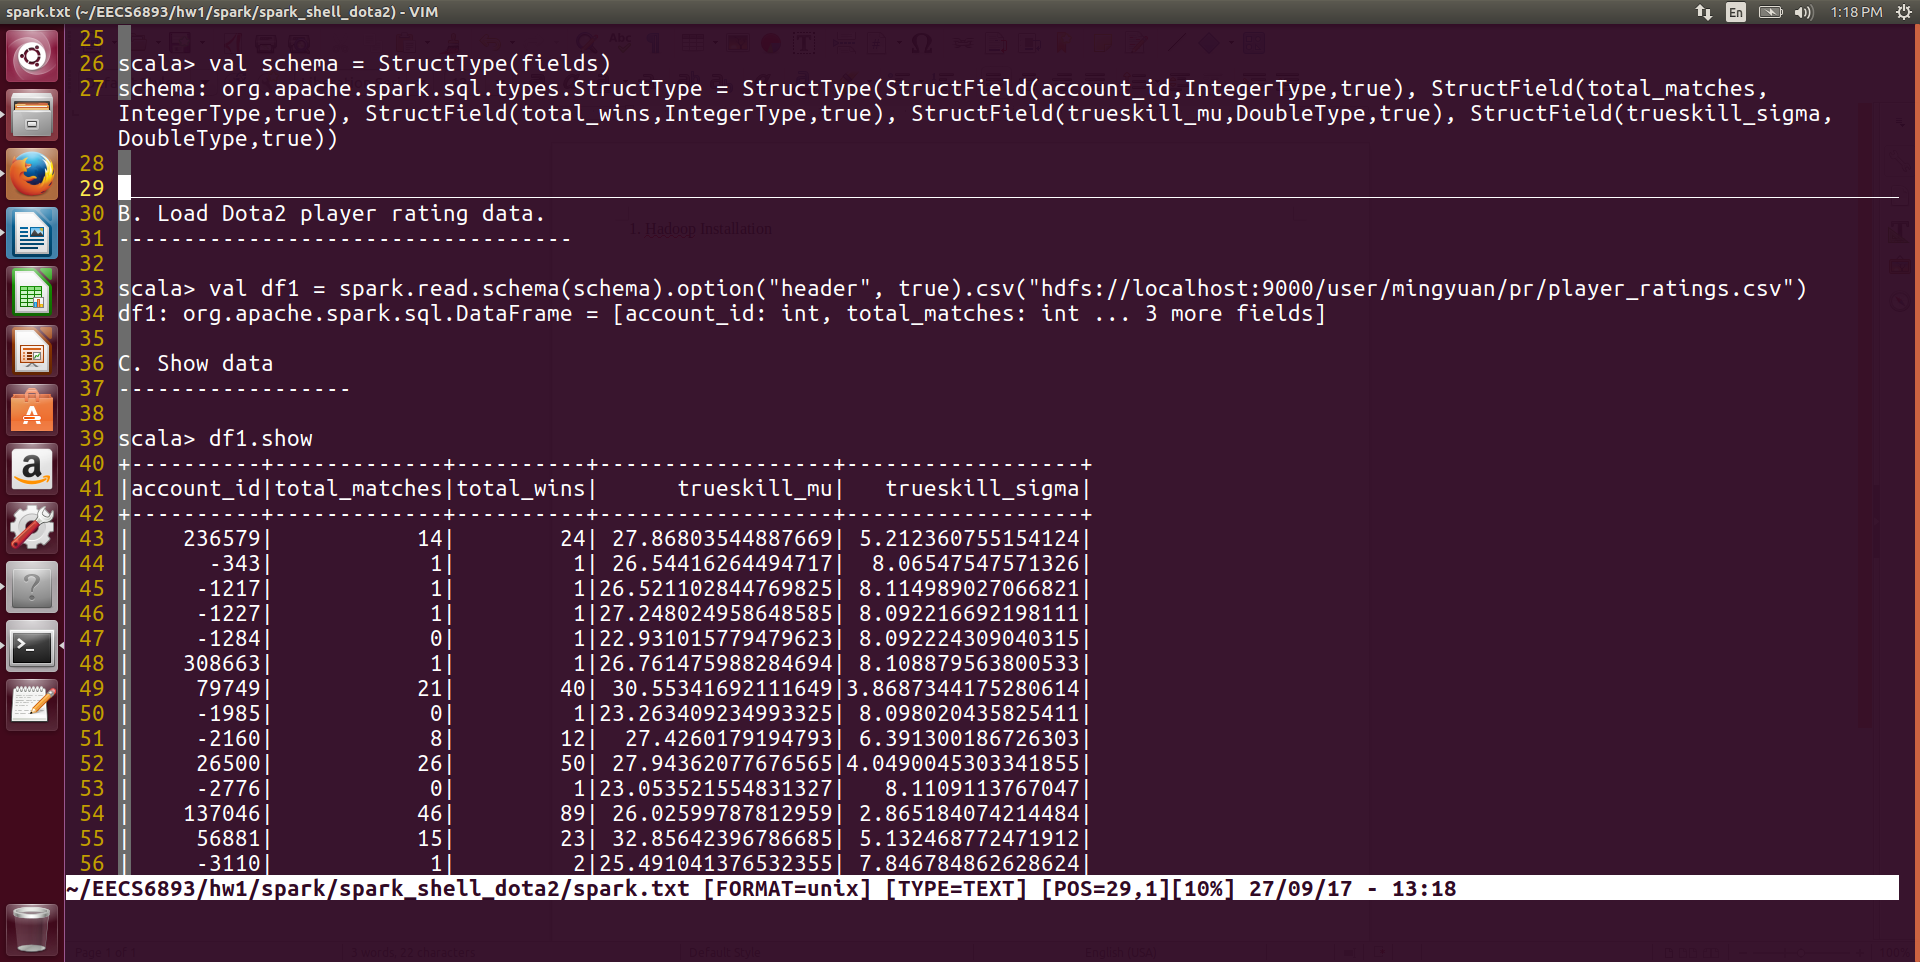 spark.txt (~/EECS6893/hw1/spark/spark_shell_dota2) - VIM
En
1:18 PM
25
26 scala> val schema = StructType(fields)
27 schema: org.apache.spark.sql.types.StructType = StructType(StructField(account_id,IntegerType,true), StructField(total_matches,
IntegerType,true), StructField(total_wins,IntegerType,true), StructField(trueskill_mu,DoubleType,true), StructField(trueskill_sigma,
DoubleType,true))
28
29
30 B. Load Dota2 player rating data.
1. Hadoop Installation
31 -----------------------------------
32
33 scala> val df1 = spark.read.schema(schema).option("header", true).csv("hdfs://localhost:9000/user/mingyuan/pr/player_ratings.csv")
34 df1: org.apache.spark.sql.DataFrame = [account_id: int, total_matches: int ... 3 more fields]
35
36 C. Show data
37 ------------------
38
39 scala> df1.show
40 +----------+-------------+----------+------------------+------------------+
41 |account_id|total_matches|total_wins|      trueskill_mu|   trueskill_sigma|
42 +----------+-------------+----------+------------------+------------------+
43 |    236579|           14|        24| 27.86803544887669| 5.212360755154124|
44 |      -343|            1|         1| 26.54416264494717|  8.06547547571326|
45 |     -1217|            1|         1|26.521102844769825| 8.114989027066821|
46 |     -1227|            1|         1|27.248024958648585| 8.092216692198111|
47 |     -1284|            0|         1|22.931015779479623| 8.092224309040315|
48 |    308663|            1|         1|26.761475988284694| 8.108879563800533|
49 |     79749|           21|        40| 30.55341692111649|3.8687344175280614|
50 |     -1985|            0|         1|23.263409234993325| 8.098020435825411|
51 |     -2160|            8|        12|  27.4260179194793| 6.391300186726303|
52 |     26500|           26|        50| 27.94362077676565|4.0490045303341855|
53 |     -2776|            0|         1|23.053521554831327|   8.1109113767047|
54 |    137046|           46|        89| 26.02599787812959| 2.865184074214484|
55 |     56881|           15|        23| 32.85642396786685| 5.132468772471912|
56 |     -3110|            1|         2|25.491041376532355| 7.846784862628624|
~/EECS6893/hw1/spark/spark_shell_dota2/spark.txt [FORMAT=unix] [TYPE=TEXT] [POS=29,1][10%] 27/09/17 - 13:18